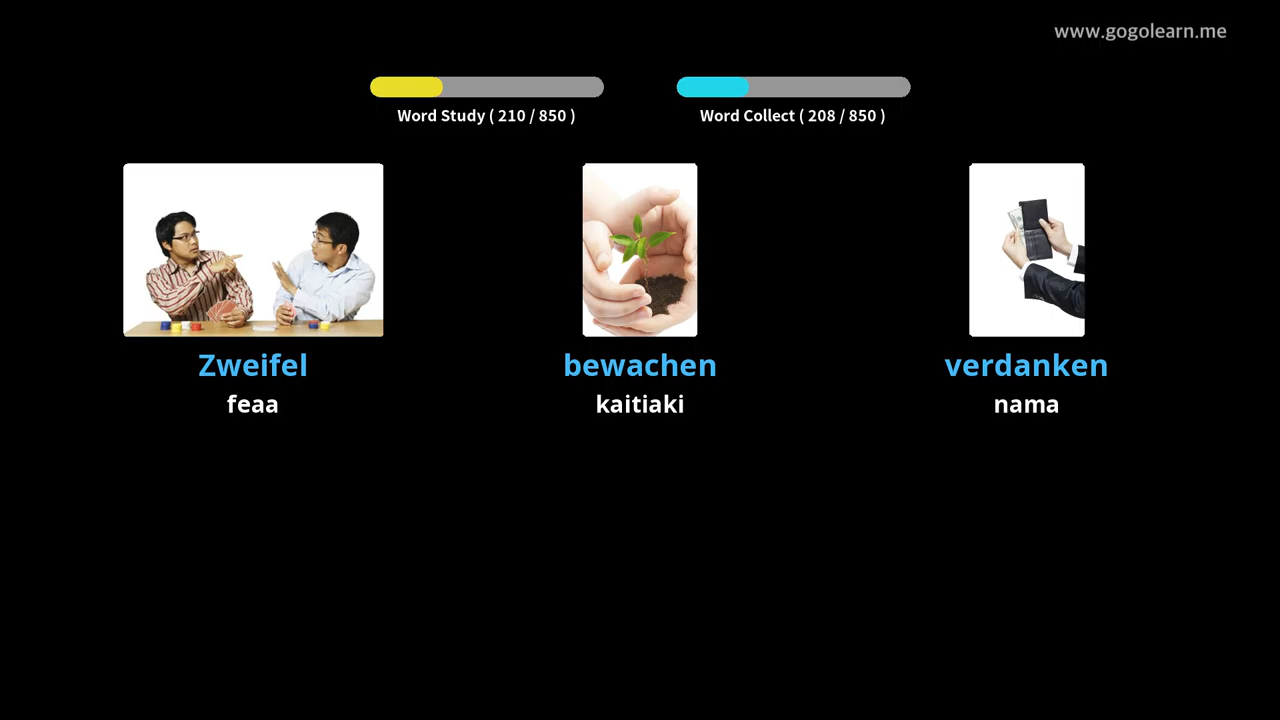 www.gogolearn.me
Word Study ( 210 / 850 )
Word Collect ( 208 / 850 )
Zweifel
feaa
bewachen
kaitiaki
verdanken
nama